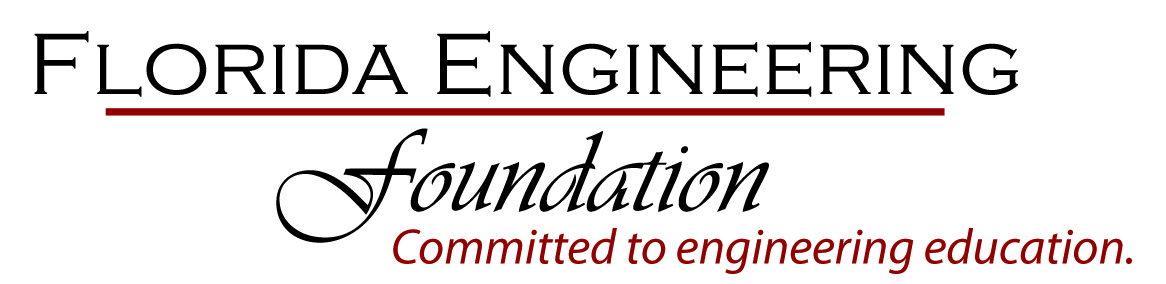 FLORIDA ENGINEERING
Foundation
Committed to engineering education.